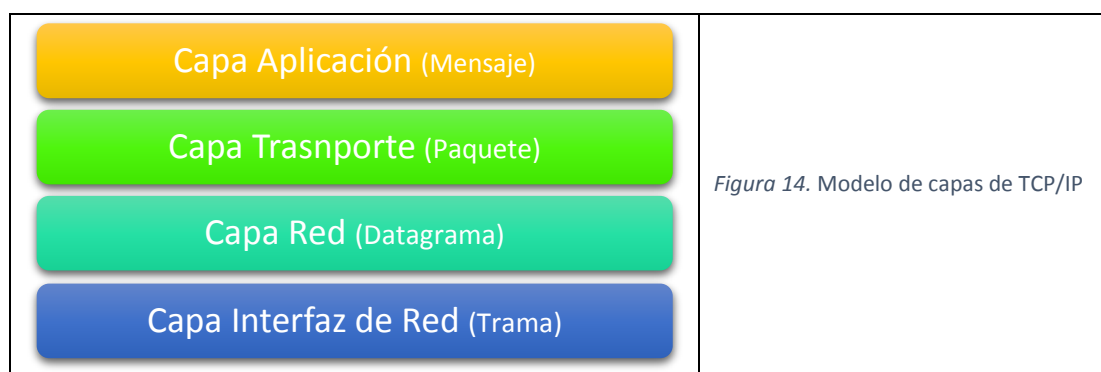 Capa Aplicación (Mensaje)
Capa Trasnporte (Paquete)
Capa Red (Datagrama)
Capa Interfaz de Red (Trama)
Figura 14. Modelo de capas de TCP/IP